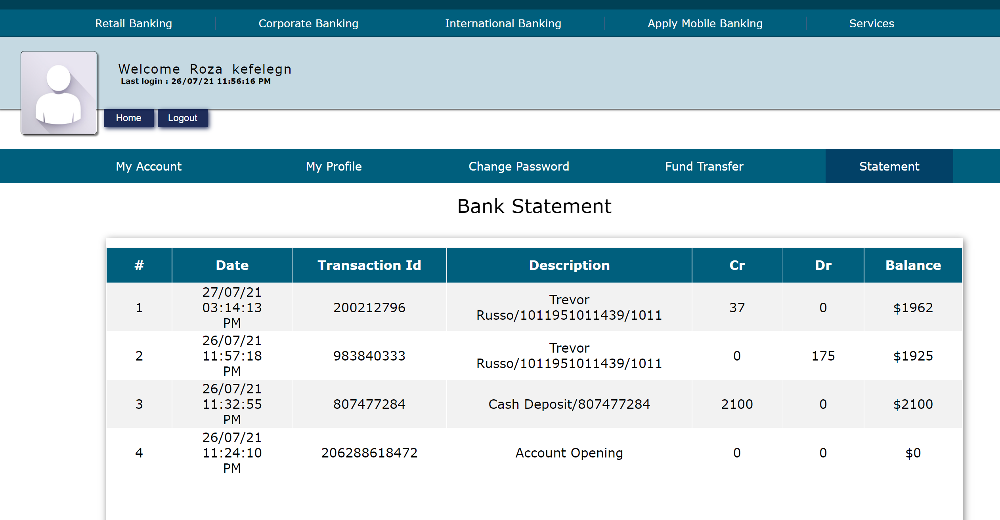 Retail Banking Corporate Banking International Banking Apply Mobile Banking Services
Welcome Roza kefelegn
Last login : 26/07/21 11:56:16 PM
Home Logout
My Account My Profile Change Password Fund Transfer Statement
Bank Statement
# Date Transaction Id Description Cr Dr Balance
27/07/21
Trevor
1 03:14:13 200212796 37 0 $1962
Russo/1011951011439/1011
PM
26/07/21
Trevor
2 11:57:18 983840333 0 175 $1925
Russo/1011951011439/1011
PM
26/07/21
3 11:32:55 807477284 Cash Deposit/807477284 2100 0 $2100
PM
26/07/21
4 11:24:10 206288618472 Account Opening 0 0 $0
PM